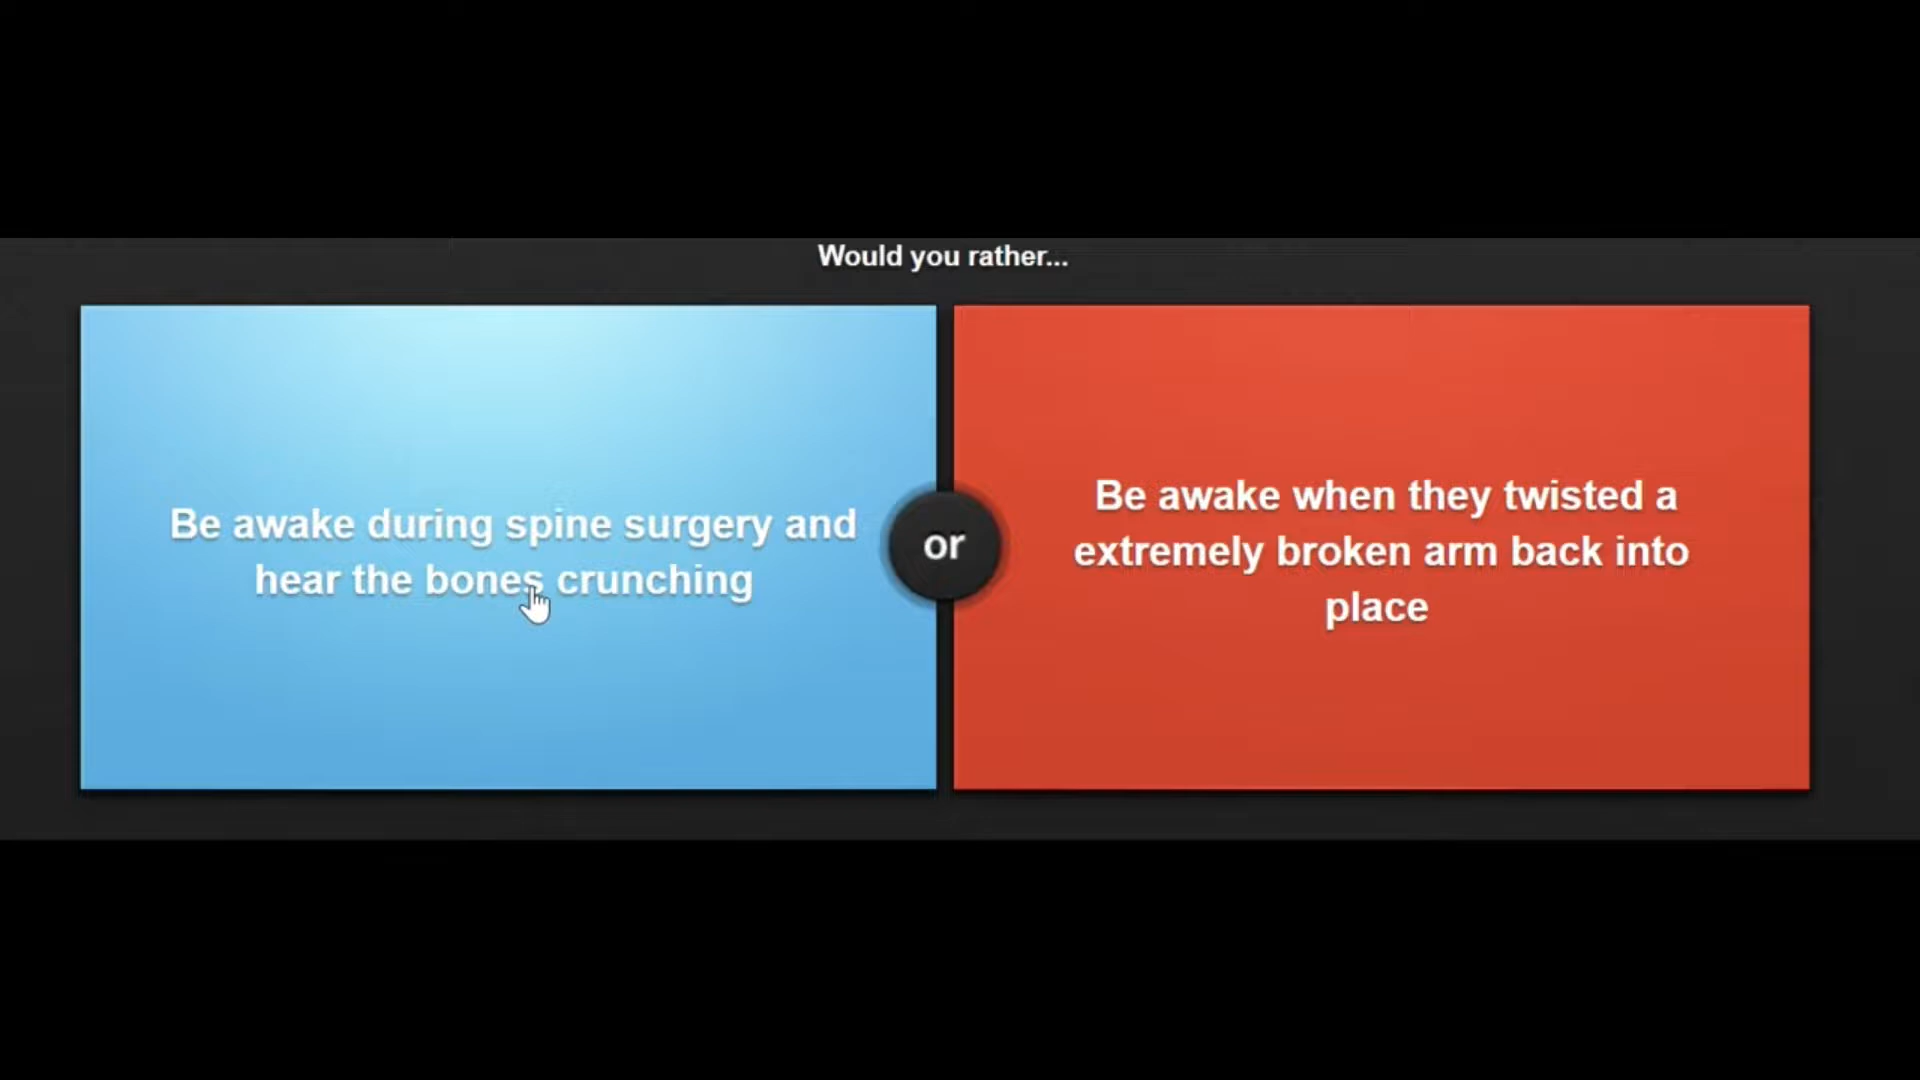 Would you rather...
Be awake during spine surgery and
hear the bones crunching
or
Be awake when they twisted a
extremely broken arm back into
place